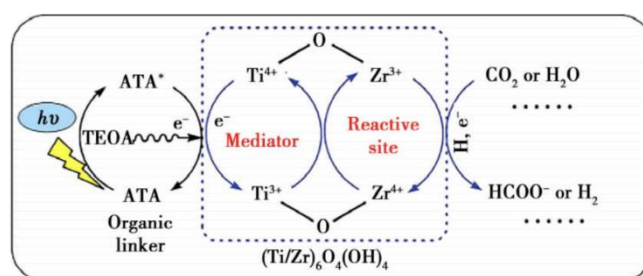 O
Ti⁴⁺ Zr³⁺
ATA* CO₂ or H₂O
hν ......
TEOA e⁻ e⁻ Mediator Reactive site H, e⁻
ATA Ti³⁺ Zr⁴⁺ HCOO⁻ or H₂
Organic ......
linker O
(Ti/Zr)₆O₄(OH)₄